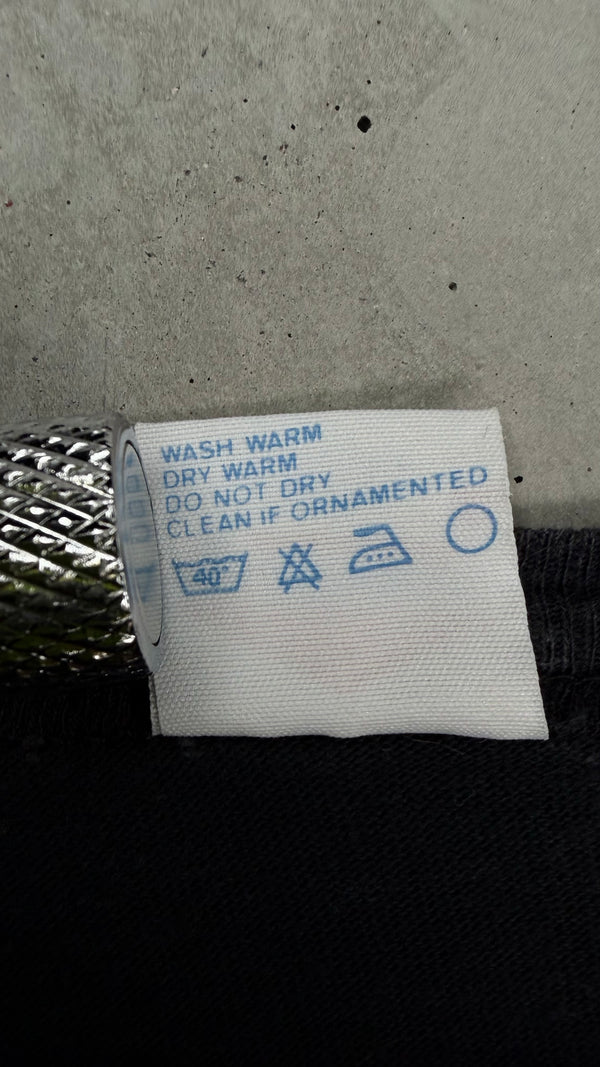 WASH WARM
DRY WARM
DO NOT DRY
CLEAN IF ORNAMENTED
40°